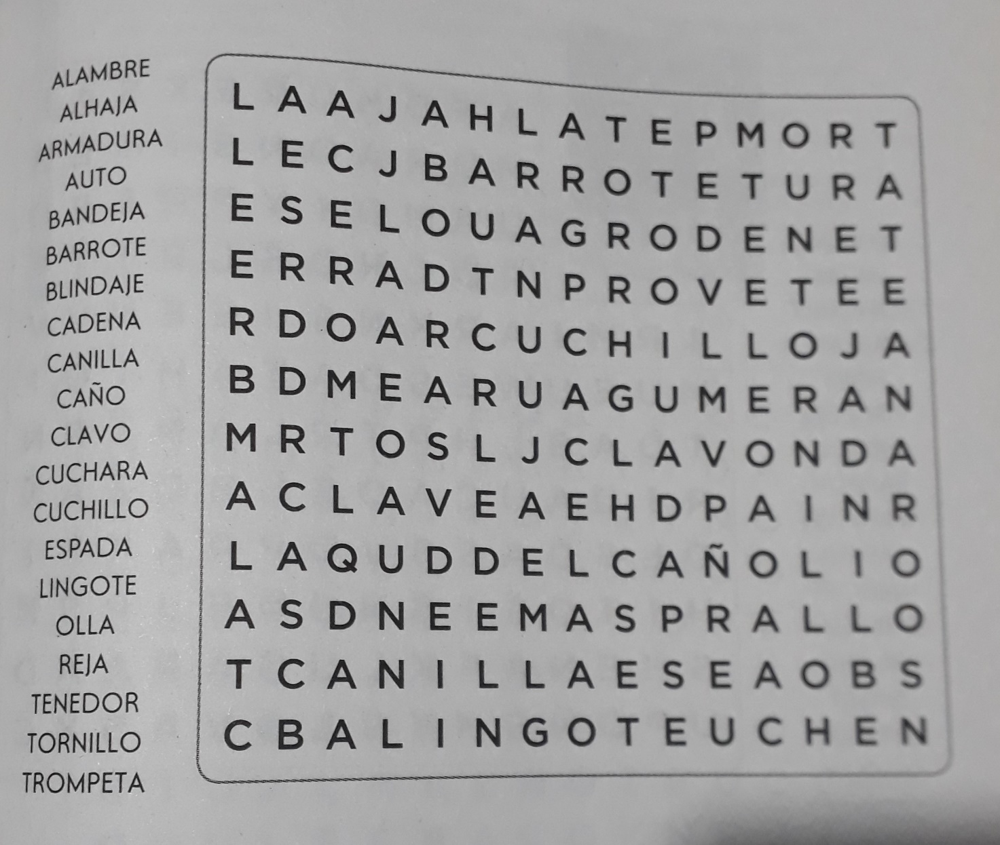 ALAMBRE
ALHAJA
ARMADURA
AUTO
BANDEJA
BARROTE
BLINDAJE
CADENA
CANILLA
CAÑO
CLAVO
CUCHARA
CUCHILLO
ESPADA
LINGOTE
OLLA
REJA
TENEDOR
TORNILLO
TROMPETA
L A A J A H L A T E P M O R T
L E C J B A R R O T E T U R A
E S E L O U A G R O D E N E T
E R R A D T N P R O V E T E E
R D O A R C U C H I L L O J A
B D M E A R U A G U M E R A N
M R T O S L J C L A V O N D A
A C L A V E A E H D P A I N R
L A Q U D D E L C A Ñ O L I O
A S D N E E M A S P R A L L O
T C A N I L L A E S E A O B S
C B A L I N G O T E U C H E N